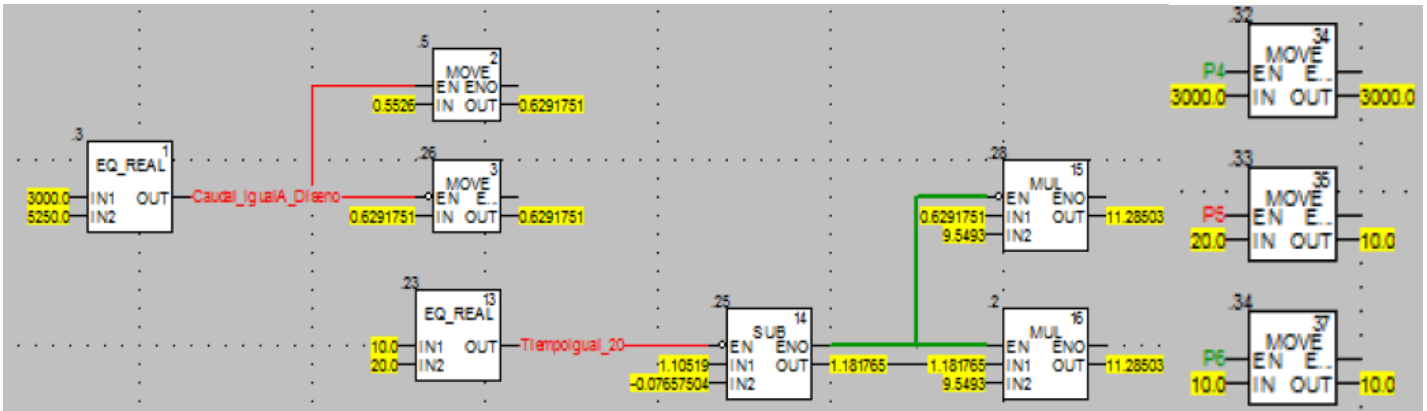 .5
2
MOVE
EN ENO
0.5526 IN OUT 0.6291751
.3
1
EQ_REAL
3000.0 IN1 OUT Caudal_IgualA_Diseno
5250.0 IN2
.26
3
MOVE
EN E...
0.6291751 IN OUT 0.6291751
.23
13
EQ_REAL
10.0 IN1 OUT TiempoIgual_20
20.0 IN2
.25
14
SUB
EN ENO
1.10519 IN1 OUT 1.181765
-0.07657504 IN2
.28
15
MUL
EN ENO
0.6291751 IN1 OUT 11.28503
9.5493 IN2
.2
16
MUL
EN ENO
1.181765 IN1 OUT 11.28503
9.5493 IN2
.32
34
MOVE
P4 EN E...
3000.0 IN OUT 3000.0
.33
MOVE
P5 EN E...
20.0 IN OUT 10.0
.34
37
MOVE
P6 EN E...
10.0 IN OUT 10.0